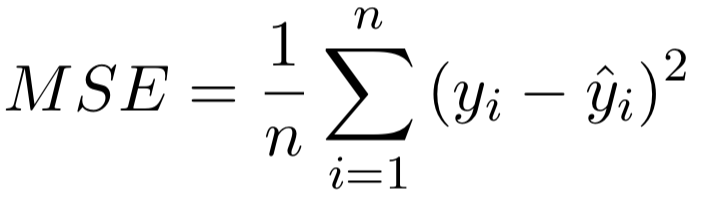 MSE = \frac{1}{n} \sum_{i=1}^{n} (y_i - \hat{y}_i)^2